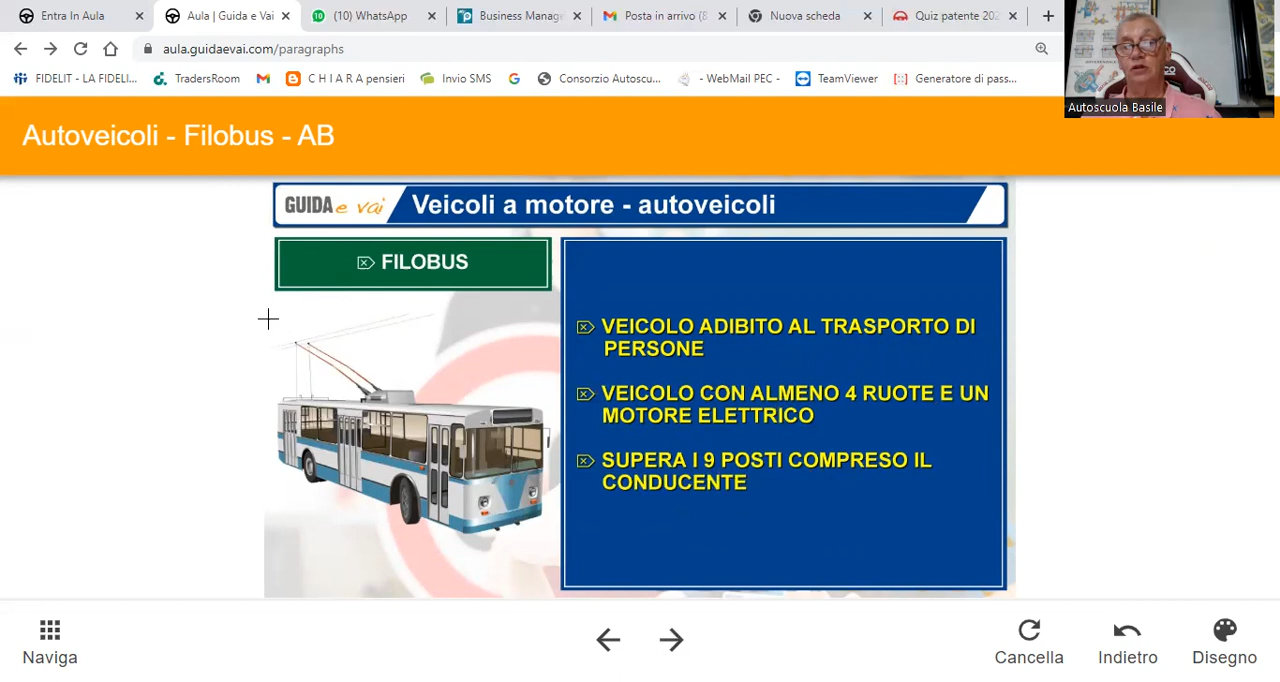 Entra In Aula
Aula | Guida e Vai
(10) WhatsApp
Business Manag
Posta in arrivo (8
Nuova scheda
Quiz patente 202
aula.guidaevai.com/paragraphs
FIDELIT - LA FIDELI...
TradersRoom
C H I A R A pensieri
Invio SMS
Consorzio Autoscu...
- WebMail PEC -
TeamViewer
Generatore di pass...
Autoscuola Basile
Autoveicoli - Filobus - AB
GUIDA e vai
Veicoli a motore - autoveicoli
FILOBUS
VEICOLO ADIBITO AL TRASPORTO DI
PERSONE
VEICOLO CON ALMENO 4 RUOTE E UN
MOTORE ELETTRICO
SUPERA I 9 POSTI COMPRESO IL
CONDUCENTE
Naviga
Cancella
Indietro
Disegno